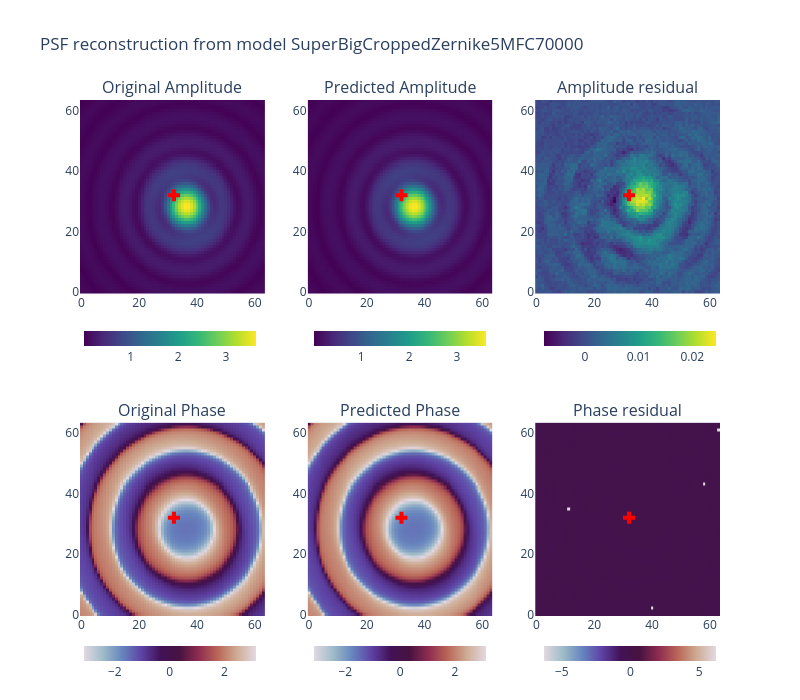 PSF reconstruction from model SuperBigCroppedZernike5MFC70000
Original Amplitude
Predicted Amplitude
Amplitude residual
60
40
20
0
0 20 40 60
60
40
20
0
0 20 40 60
60
40
20
0
0 20 40 60
1 2 3
1 2 3
0 0.01 0.02
Original Phase
Predicted Phase
Phase residual
60
40
20
0
0 20 40 60
60
40
20
0
0 20 40 60
60
40
20
0
0 20 40 60
−2 0 2
−2 0 2
−5 0 5